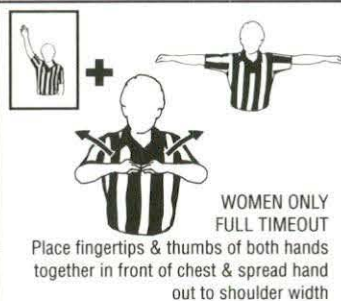 WOMEN ONLY
FULL TIMEOUT
Place fingertips & thumbs of both hands
together in front of chest & spread hand
out to shoulder width